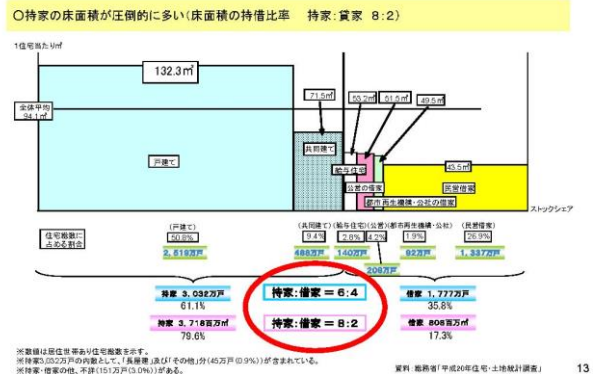 〇持家の床面積が圧倒的に多い(床面積の持借比率 持家:貸家 8:2)
1住宅当たり㎡
132.3㎡
71.5㎡
53.2㎡
51.5㎡
49.5㎡
全体平均
94.1㎡
共同建て
戸建て
給与住宅
43.5㎡
公営の借家
民営借家
都市再生機構・公社の借家
ストックシェア
(戸建て)
(共同建て)(給与住宅)(公営)(都市再生機構・公社)
(民営借家)
住宅総数に
占める割合
50.8%
9.4%
2.8%
4.2%
1.9%
26.9%
2,519万戸
468万戸
140万戸
92万戸
1,337万戸
208万戸
持家 3,032万戸
61.1%
持家:借家=6:4
借家 1,777万戸
35.8%
持家 3,718百万㎡
79.6%
持家:借家=8:2
借家 808百万㎡
17.3%
※数値は居住世帯あり住宅総数を示す。
※持家3,032万戸の内数として、「長屋建」及び「その他」分(45万戸(0.9%))が含まれている。
※持家・借家の他、不詳(151万戸(3.0%))がある。
資料:総務省「平成20年住宅・土地統計調査」
13